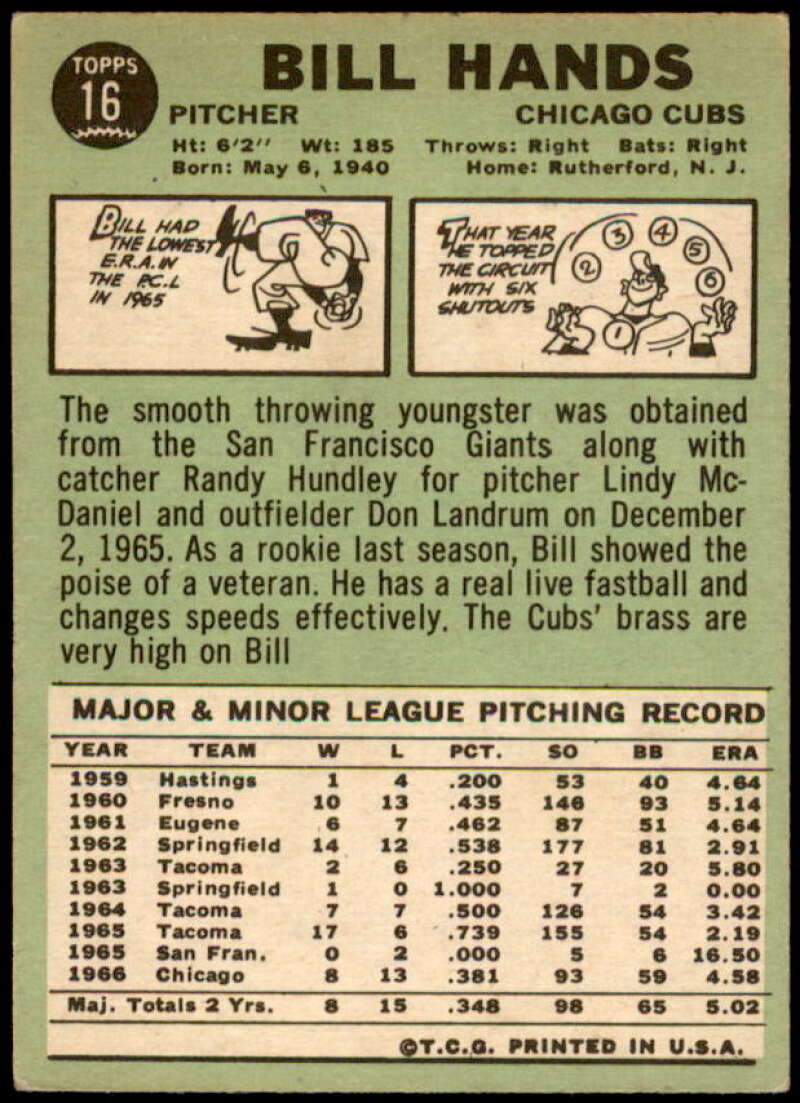 TOPPS
16
BILL HANDS
PITCHER CHICAGO CUBS
Ht: 6'2" Wt: 185 Throws: Right Bats: Right
Born: May 6, 1940 Home: Rutherford, N. J.
BILL HAD
THE LOWEST
E.R.A. IN
THE P.C.L
IN 1965
THAT YEAR
HE TOPPED
THE CIRCUIT
WITH SIX
SHUTOUTS
1 2 3 4 5 6
The smooth throwing youngster was obtained
from the San Francisco Giants along with
catcher Randy Hundley for pitcher Lindy Mc-
Daniel and outfielder Don Landrum on December
2, 1965. As a rookie last season, Bill showed the
poise of a veteran. He has a real live fastball and
changes speeds effectively. The Cubs' brass are
very high on Bill
MAJOR & MINOR LEAGUE PITCHING RECORD
YEAR TEAM W L PCT. SO BB ERA
1959 Hastings 1 4 .200 53 40 4.64
1960 Fresno 10 13 .435 146 93 5.14
1961 Eugene 6 7 .462 87 51 4.64
1962 Springfield 14 12 .538 177 81 2.91
1963 Tacoma 2 6 .250 27 20 5.80
1963 Springfield 1 0 1.000 7 2 0.00
1964 Tacoma 7 7 .500 126 54 3.42
1965 Tacoma 17 6 .739 155 54 2.19
1965 San Fran. 0 2 .000 5 6 16.50
1966 Chicago 8 13 .381 93 59 4.58
Maj. Totals 2 Yrs. 8 15 .348 98 65 5.02
©T.C.G. PRINTED IN U.S.A.